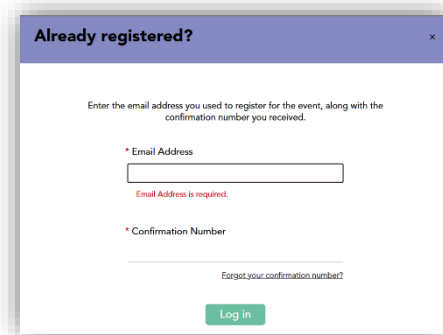 Already registered?
×
Enter the email address you used to register for the event, along with the
confirmation number you received.
* Email Address
Email Address is required.
* Confirmation Number
Forgot your confirmation number?
Log in